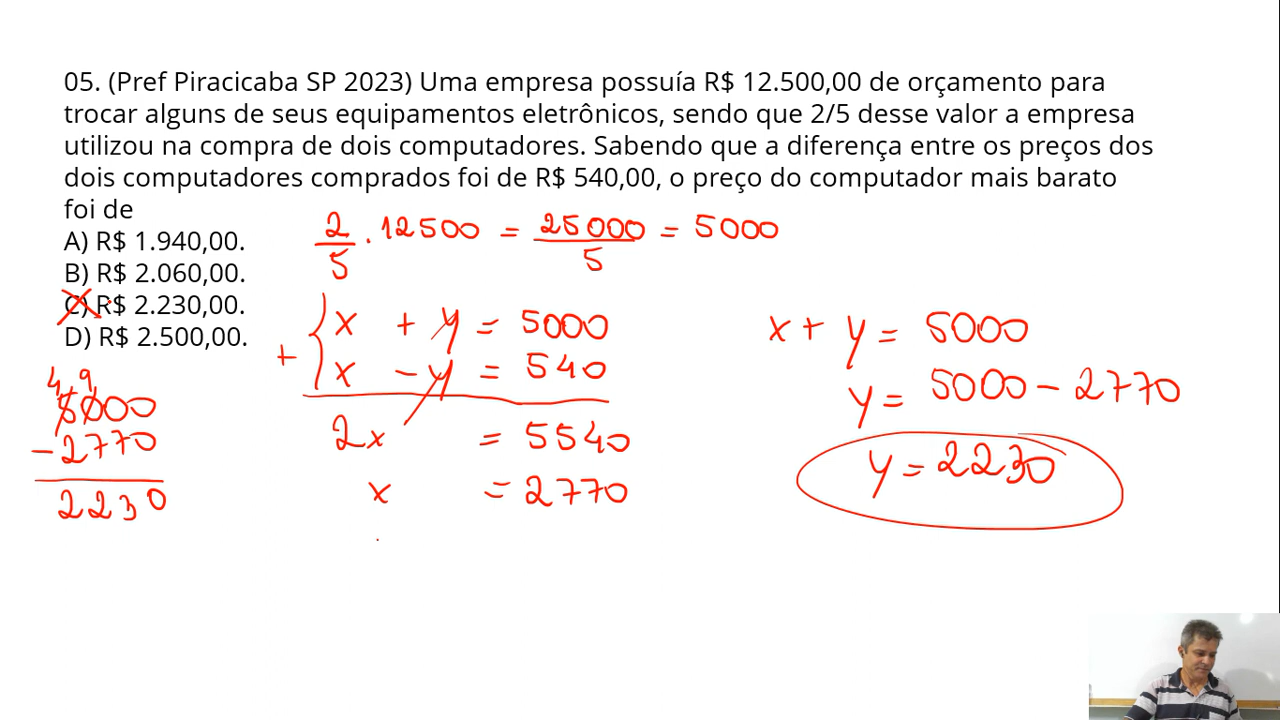 05. (Pref Piracicaba SP 2023) Uma empresa possuía R$ 12.500,00 de orçamento para
trocar alguns de seus equipamentos eletrônicos, sendo que 2/5 desse valor a empresa
utilizou na compra de dois computadores. Sabendo que a diferença entre os preços dos
dois computadores comprados foi de R$ 540,00, o preço do computador mais barato
foi de
A) R$ 1.940,00.
B) R$ 2.060,00.
C) R$ 2.230,00.
D) R$ 2.500,00.
2/5 . 12500 = 25000/5 = 5000
x + y = 5000
+
x - y = 540
2x = 5540
x = 2770
x + y = 5000
y = 5000 - 2770
y = 2230
4 9
5000
- 2770
2230